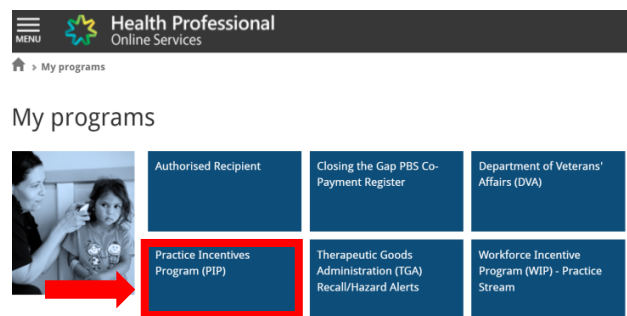 MENU
Health Professional
Online Services
> My programs
My programs
Authorised Recipient
Closing the Gap PBS Co-
Payment Register
Department of Veterans'
Affairs (DVA)
Practice Incentives
Program (PIP)
Therapeutic Goods
Administration (TGA)
Recall/Hazard Alerts
Workforce Incentive
Program (WIP) - Practice
Stream